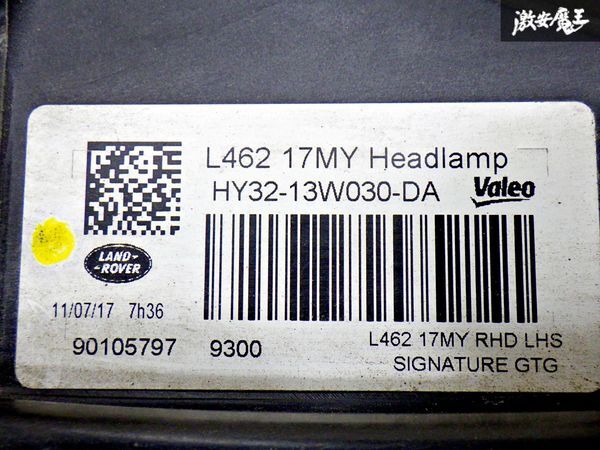 激安魔王
L462 17MY Headlamp
HY32-13W030-DA Valeo
LAND-
-ROVER
11/07/17 7h36
90105797 9300
L462 17MY RHD LHS
SIGNATURE GTG